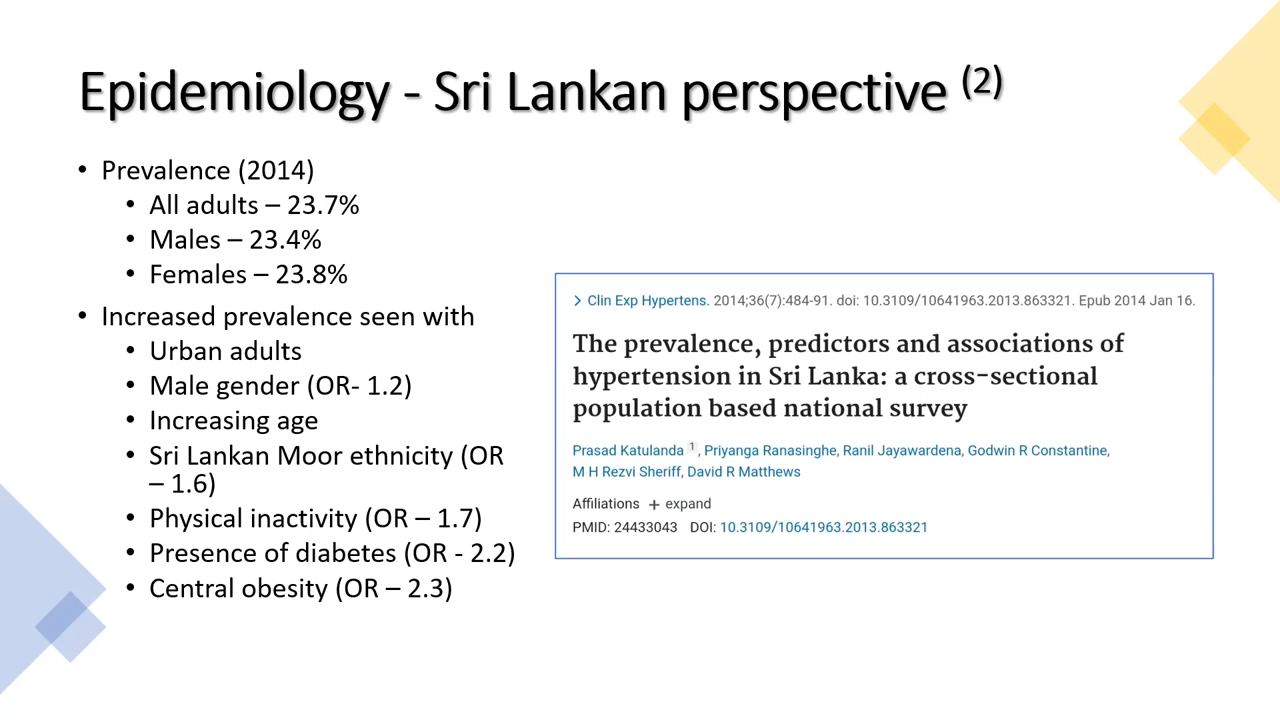 Epidemiology - Sri Lankan perspective (2)
• Prevalence (2014)
• All adults – 23.7%
• Males – 23.4%
• Females – 23.8%
• Increased prevalence seen with
• Urban adults
• Male gender (OR- 1.2)
• Increasing age
• Sri Lankan Moor ethnicity (OR
– 1.6)
• Physical inactivity (OR – 1.7)
• Presence of diabetes (OR - 2.2)
• Central obesity (OR – 2.3)
> Clin Exp Hypertens. 2014;36(7):484-91. doi: 10.3109/10641963.2013.863321. Epub 2014 Jan 16.
The prevalence, predictors and associations of
hypertension in Sri Lanka: a cross-sectional
population based national survey
Prasad Katulanda 1, Priyanga Ranasinghe, Ranil Jayawardena, Godwin R Constantine,
M H Rezvi Sheriff, David R Matthews
Affiliations + expand
PMID: 24433043 DOI: 10.3109/10641963.2013.863321